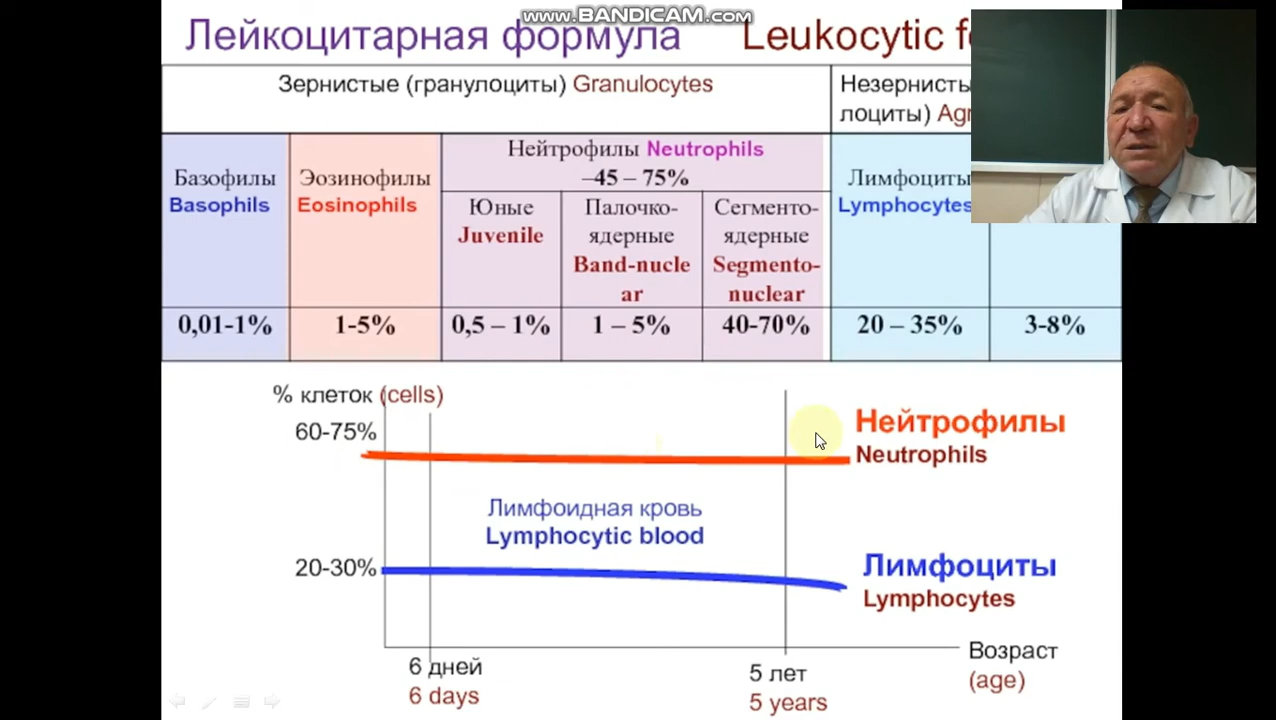 www.BANDICAM.com
Лейкоцитарная формула Leukocytic
Зернистые (гранулоциты) Granulocytes
Незернисты
лоциты) Agr
Базофилы
Basophils
Эозинофилы
Eosinophils
Нейтрофилы Neutrophils
–45 – 75%
Юные
Juvenile
Палочко-
ядерные
Band-nucle
ar
Сегменто-
ядерные
Segmento-
nuclear
Лимфоциты
Lymphocytes
0,01-1%
1-5%
0,5 – 1%
1 – 5%
40-70%
20 – 35%
3-8%
% клеток (cells)
60-75%
Нейтрофилы
Neutrophils
Лимфоидная кровь
Lymphocytic blood
20-30%
Лимфоциты
Lymphocytes
6 дней
6 days
5 лет
5 years
Возраст
(age)